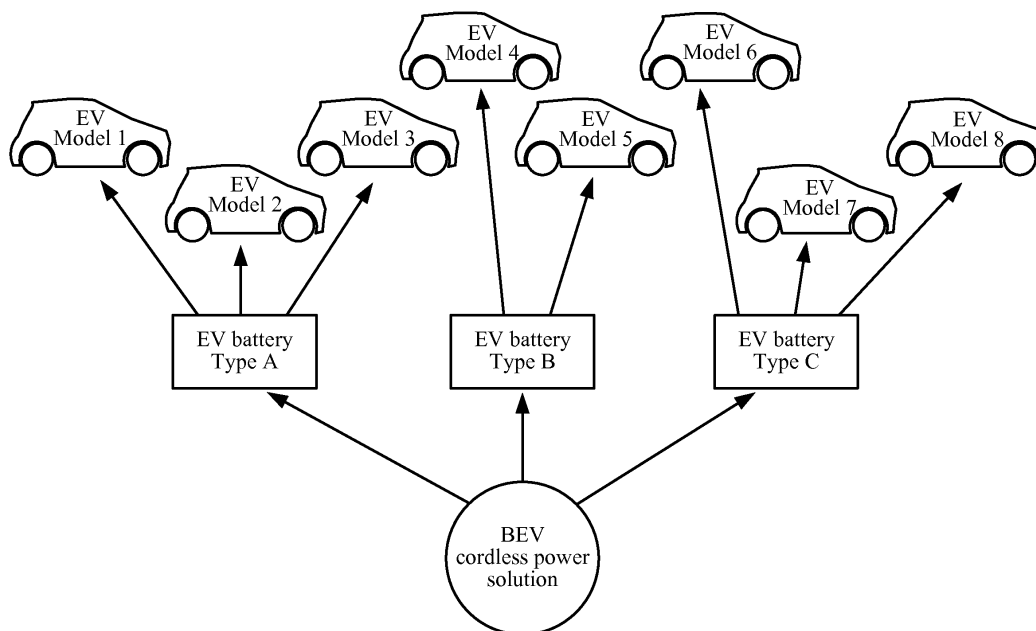 EV
Model 1
EV
Model 2
EV
Model 3
EV
Model 4
EV
Model 5
EV
Model 6
EV
Model 7
EV
Model 8
EV battery
Type A
EV battery
Type B
EV battery
Type C
BEV
cordless power
solution